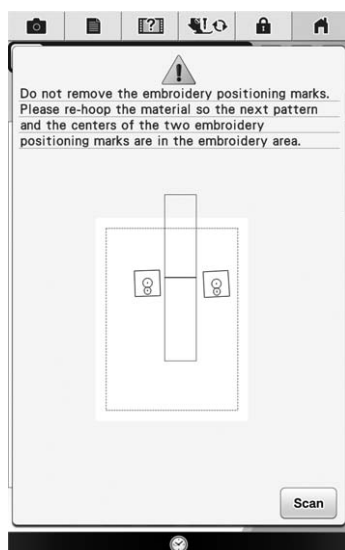 Do not remove the embroidery positioning marks.
Please re-hoop the material so the next pattern
and the centers of the two embroidery
positioning marks are in the embroidery area.
Scan